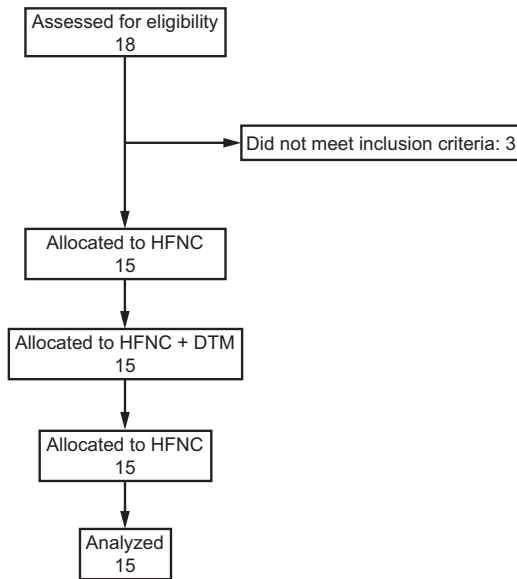 Assessed for eligibility
18
Did not meet inclusion criteria: 3
Allocated to HFNC
15
Allocated to HFNC + DTM
15
Allocated to HFNC
15
Analyzed
15